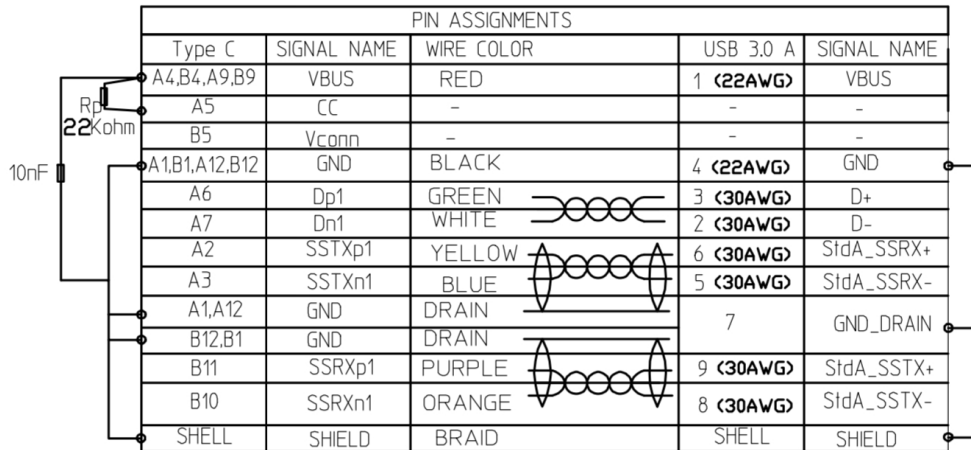 PIN ASSIGNMENTS
Type C SIGNAL NAME WIRE COLOR USB 3.0 A SIGNAL NAME
A4,B4,A9,B9 VBUS RED 1 (22AWG) VBUS
Rp A5 CC - - -
22Kohm B5 Vconn - - -
10nF A1,B1,A12,B12 GND BLACK 4 (22AWG) GND
A6 Dp1 GREEN 3 (30AWG) D+
A7 Dn1 WHITE 2 (30AWG) D-
A2 SSTXp1 YELLOW 6 (30AWG) StdA_SSRX+
A3 SSTXn1 BLUE 5 (30AWG) StdA_SSRX-
A1,A12 GND DRAIN 7 GND_DRAIN
B12,B1 GND DRAIN
B11 SSRXp1 PURPLE 9 (30AWG) StdA_SSTX+
B10 SSRXn1 ORANGE 8 (30AWG) StdA_SSTX-
SHELL SHIELD BRAID SHELL SHIELD